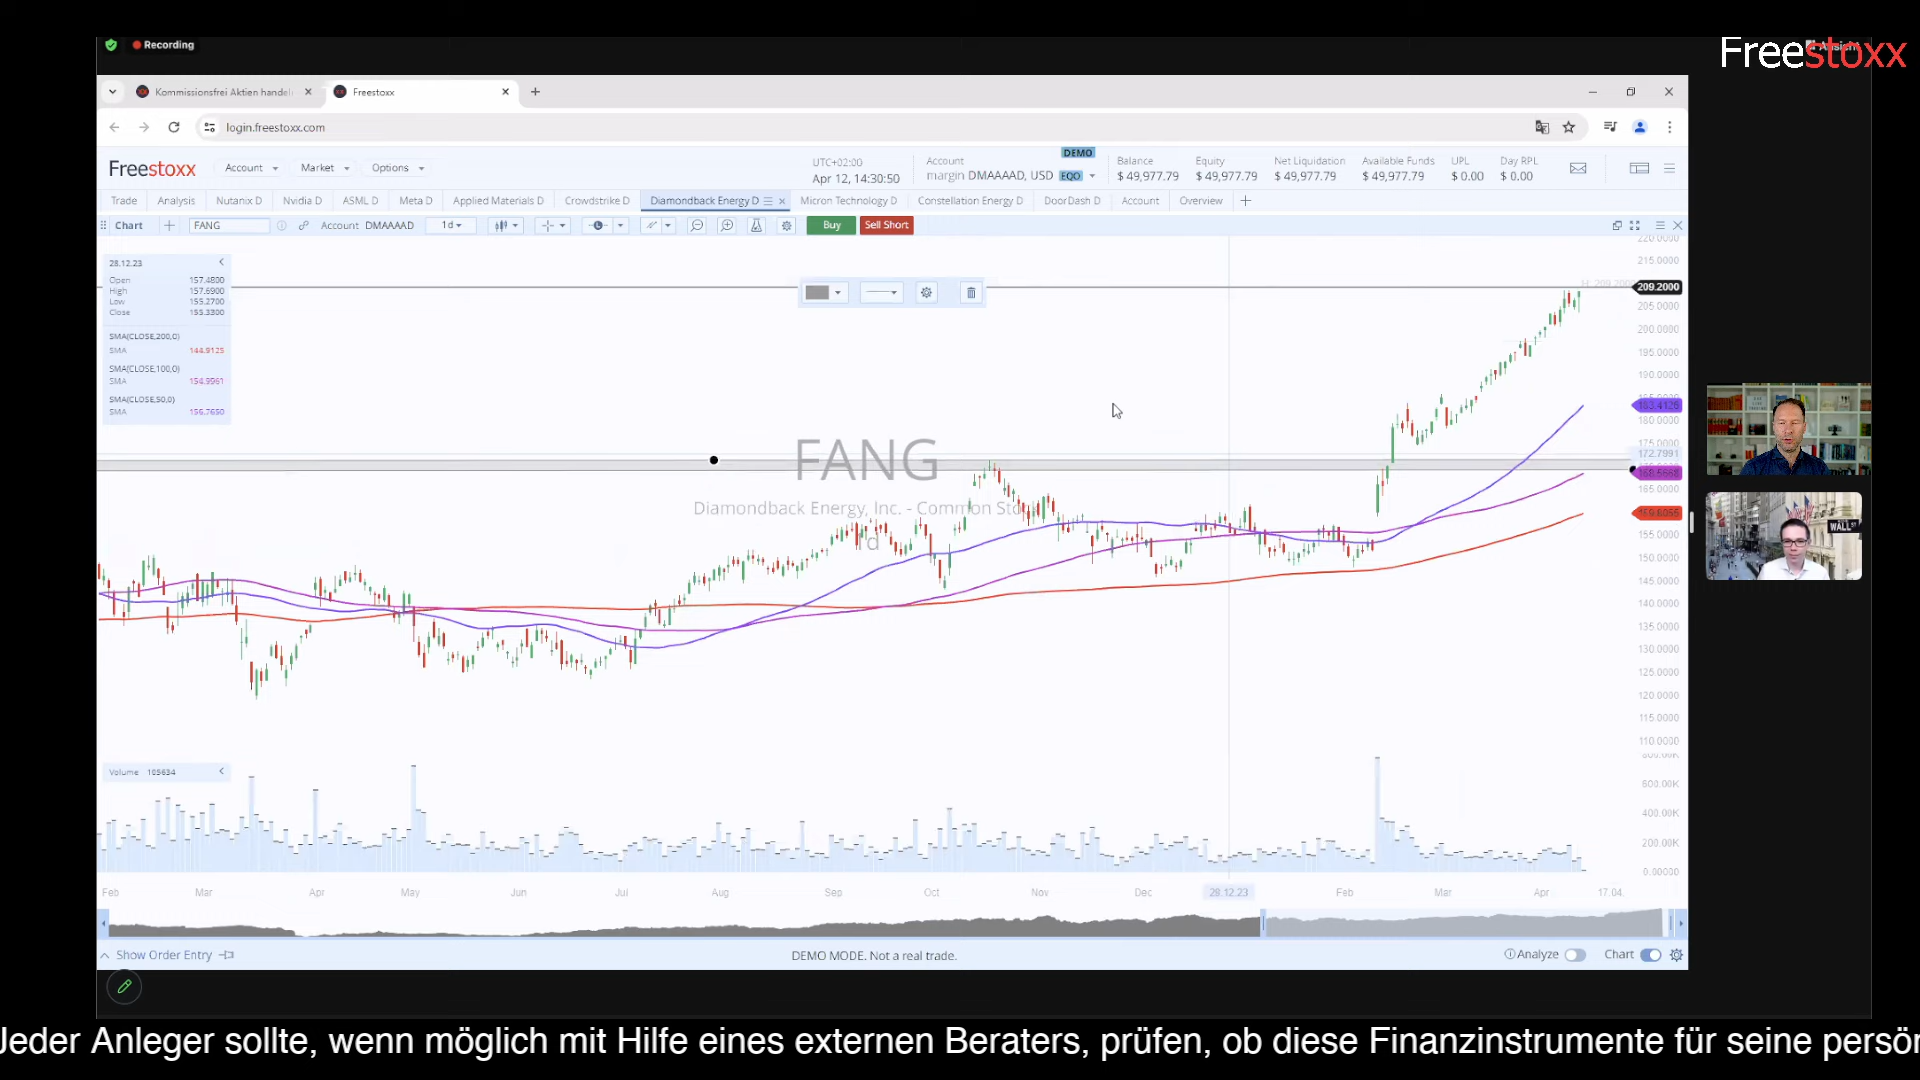 Recording
Freestoxx
Kommissionsfrei Aktien handel
Freestoxx
login.freestoxx.com
Freestoxx
Account
Market
Options
UTC+02:00
Apr 12, 14:30:50
Account
margin DMAAAAD, USD
DEMO
EQO
Balance
$ 49,977.79
Equity
$ 49,977.79
Net Liquidation
$ 49,977.79
Available Funds
$ 49,977.79
UPL
$ 0.00
Day RPL
$ 0.00
Trade
Analysis
Nutanix D
Nvidia D
ASML D
Meta D
Applied Materials D
Crowdstrike D
Diamondback Energy D
Micron Technology D
Constellation Energy D
DoorDash D
Account
Overview
Chart
FANG
Account DMAAAAD
1d
Buy
Sell Short
28.12.23
Open 157.4800
High 157.6900
Low 155.2700
Close 155.3300
SMA(CLOSE,200,0)
SMA 144.9125
SMA(CLOSE,100,0)
SMA 154.9961
SMA(CLOSE,50,0)
SMA 156.7650
FANG
Diamondback Energy, Inc. - Common Sto
1d
220.0000
215.0000
209.2000
205.0000
200.0000
195.0000
190.0000
180.0000
175.0000
172.7991
165.0000
155.0000
150.0000
145.0000
140.0000
135.0000
130.0000
125.0000
120.0000
115.0000
110.0000
Volume 105634
800.00K
600.00K
400.00K
200.00K
0.00000
Feb
Mar
Apr
May
Jun
Jul
Aug
Sep
Oct
Nov
Dec
28.12.23
Feb
Mar
Apr
17.04.
WALL
Show Order Entry
DEMO MODE. Not a real trade.
Analyze
Chart
Jeder Anleger sollte, wenn möglich mit Hilfe eines externen Beraters, prüfen, ob diese Finanzinstrumente für seine persör